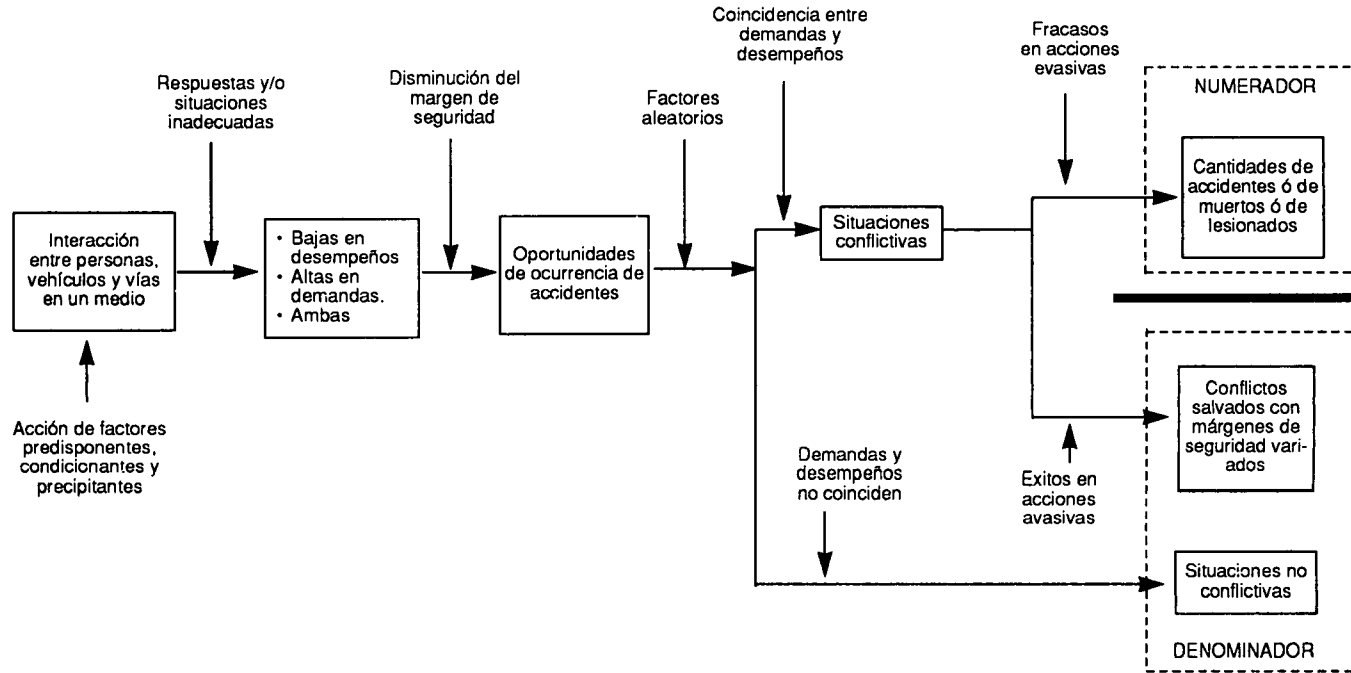 Coincidencia entre
demandas y
desempeños
Fracasos
en acciones
evasivas
Respuestas y/o
situaciones
inadecuadas
Disminución del
margen de
seguridad
Factores
aleatorios
NUMERADOR
Cantidades de
accidentes ó de
muertos ó de
lesionados
Interacción
entre personas,
vehículos y vías
en un medio
• Bajas en
desempeños
• Altas en
demandas.
• Ambas
Oportunidades
de ocurrencia de
accidentes
Situaciones
conflictivas
Acción de factores
predisponentes,
condicionantes y
precipitantes
Demandas y
desempeños
no coinciden
Exitos en
acciones
avasivas
Conflictos
salvados con
márgenes de
seguridad vari-
ados
Situaciones no
conflictivas
DENOMINADOR